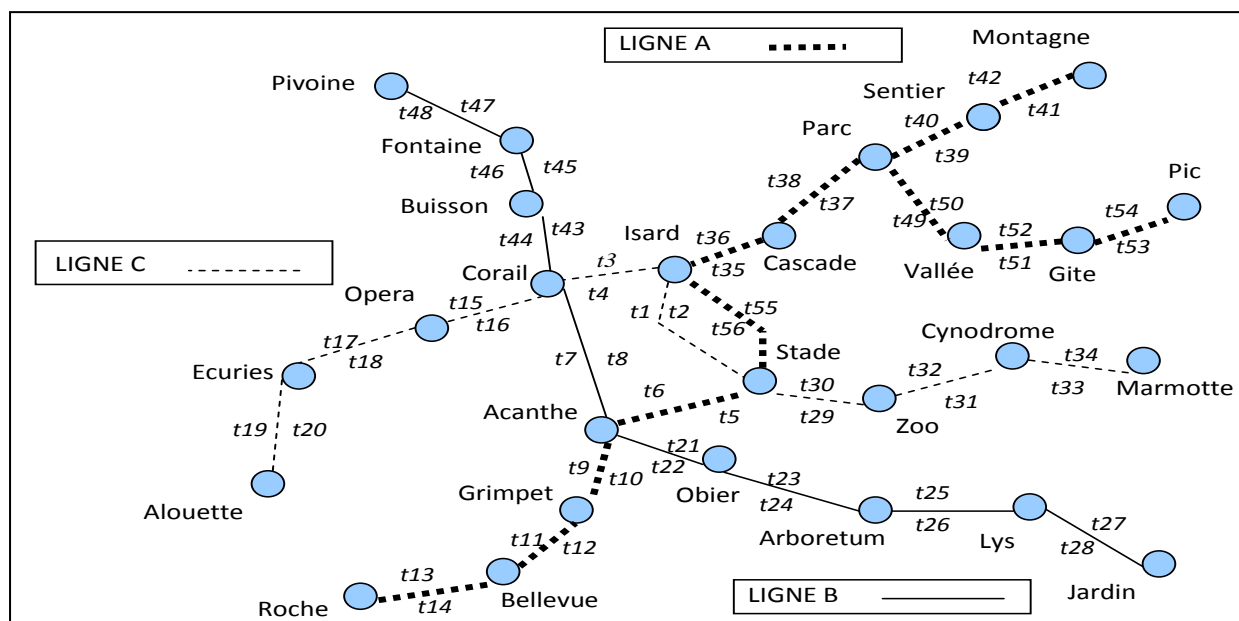 LIGNE A
Montagne
t42
Pivoine
t47
Sentier
t41
t48
t40
Parc
Fontaine
t39
t45
Pic
t46
t38
t37
t50
t54
Buisson
t49
t52
t53
t43
Isard
t36
t44
Cascade
Vallée
t51
Gite
LIGNE C
t3
t35
Corail
Opera
t15
t4
t55
t16
t1
t2
t56
Cynodrome
t17
t18
Stade
t32
t34
Ecuries
t7
t8
t30
Marmotte
t6
t31
t33
Acanthe
t5
t29
Zoo
t19
t20
t21
t9
t22
t23
t10
Obier
t25
Grimpet
t24
Alouette
t26
t27
Arboretum
Lys
t11
t28
t12
t13
Jardin
Roche
t14
Bellevue
LIGNE B